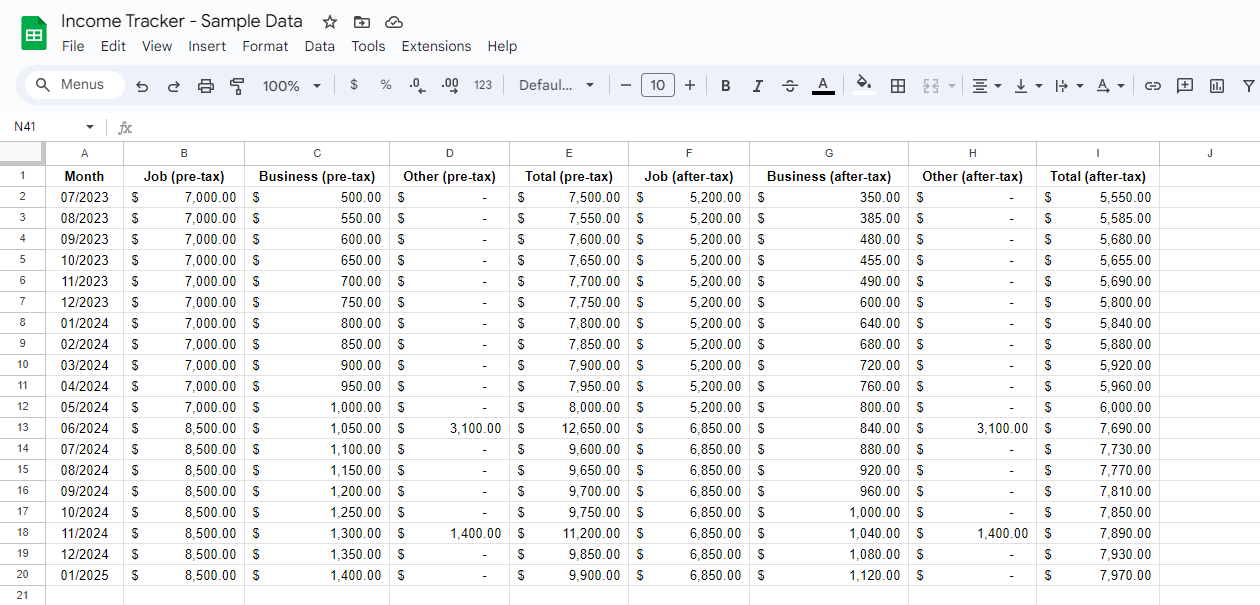 Income Tracker - Sample Data
File Edit View Insert Format Data Tools Extensions Help
Menus 100% $ % .0 .00 123 Defaul... − 10 + B I A
N41 fx
A B C D E F G H I J
1 Month Job (pre-tax) Business (pre-tax) Other (pre-tax) Total (pre-tax) Job (after-tax) Business (after-tax) Other (after-tax) Total (after-tax)
2 07/2023 $ 7,000.00 $ 500.00 $ - $ 7,500.00 $ 5,200.00 $ 350.00 $ - $ 5,550.00
3 08/2023 $ 7,000.00 $ 550.00 $ - $ 7,550.00 $ 5,200.00 $ 385.00 $ - $ 5,585.00
4 09/2023 $ 7,000.00 $ 600.00 $ - $ 7,600.00 $ 5,200.00 $ 480.00 $ - $ 5,680.00
5 10/2023 $ 7,000.00 $ 650.00 $ - $ 7,650.00 $ 5,200.00 $ 455.00 $ - $ 5,655.00
6 11/2023 $ 7,000.00 $ 700.00 $ - $ 7,700.00 $ 5,200.00 $ 490.00 $ - $ 5,690.00
7 12/2023 $ 7,000.00 $ 750.00 $ - $ 7,750.00 $ 5,200.00 $ 600.00 $ - $ 5,800.00
8 01/2024 $ 7,000.00 $ 800.00 $ - $ 7,800.00 $ 5,200.00 $ 640.00 $ - $ 5,840.00
9 02/2024 $ 7,000.00 $ 850.00 $ - $ 7,850.00 $ 5,200.00 $ 680.00 $ - $ 5,880.00
10 03/2024 $ 7,000.00 $ 900.00 $ - $ 7,900.00 $ 5,200.00 $ 720.00 $ - $ 5,920.00
11 04/2024 $ 7,000.00 $ 950.00 $ - $ 7,950.00 $ 5,200.00 $ 760.00 $ - $ 5,960.00
12 05/2024 $ 7,000.00 $ 1,000.00 $ - $ 8,000.00 $ 5,200.00 $ 800.00 $ - $ 6,000.00
13 06/2024 $ 8,500.00 $ 1,050.00 $ 3,100.00 $ 12,650.00 $ 6,850.00 $ 840.00 $ 3,100.00 $ 7,690.00
14 07/2024 $ 8,500.00 $ 1,100.00 $ - $ 9,600.00 $ 6,850.00 $ 880.00 $ - $ 7,730.00
15 08/2024 $ 8,500.00 $ 1,150.00 $ - $ 9,650.00 $ 6,850.00 $ 920.00 $ - $ 7,770.00
16 09/2024 $ 8,500.00 $ 1,200.00 $ - $ 9,700.00 $ 6,850.00 $ 960.00 $ - $ 7,810.00
17 10/2024 $ 8,500.00 $ 1,250.00 $ - $ 9,750.00 $ 6,850.00 $ 1,000.00 $ - $ 7,850.00
18 11/2024 $ 8,500.00 $ 1,300.00 $ 1,400.00 $ 11,200.00 $ 6,850.00 $ 1,040.00 $ 1,400.00 $ 7,890.00
19 12/2024 $ 8,500.00 $ 1,350.00 $ - $ 9,850.00 $ 6,850.00 $ 1,080.00 $ - $ 7,930.00
20 01/2025 $ 8,500.00 $ 1,400.00 $ - $ 9,900.00 $ 6,850.00 $ 1,120.00 $ - $ 7,970.00
21